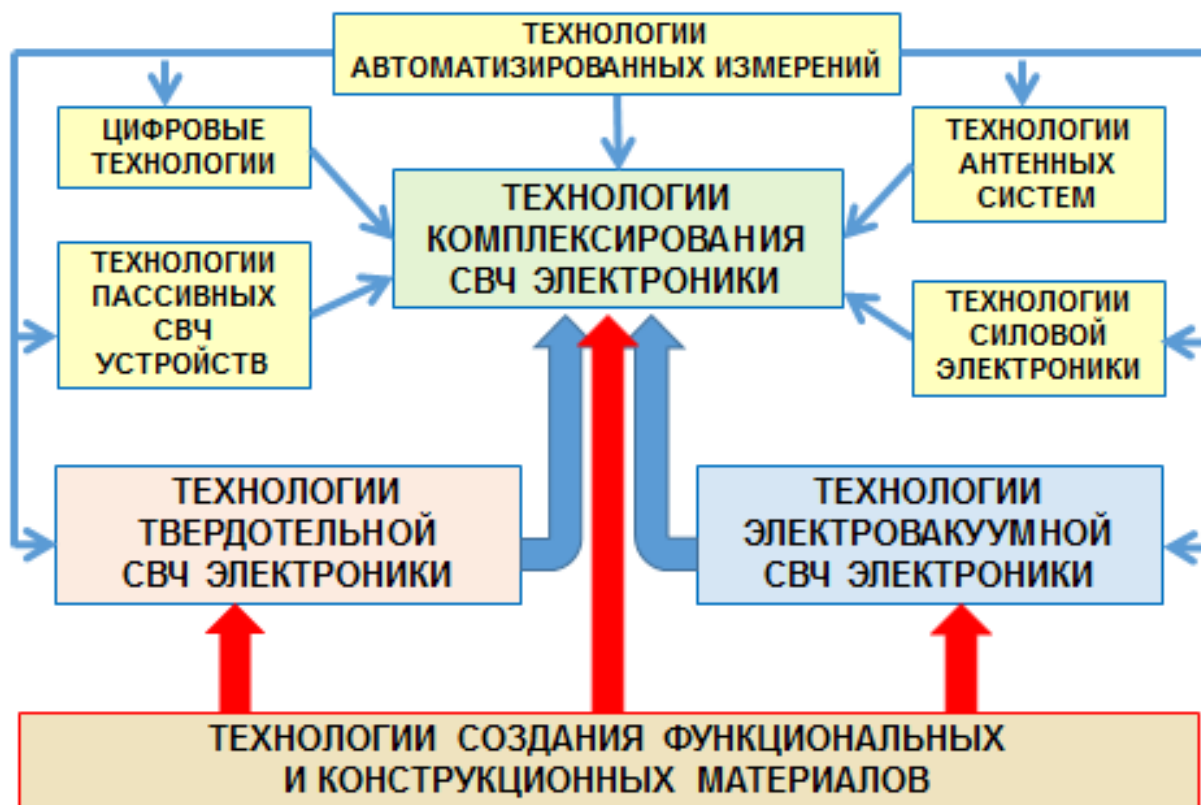 ТЕХНОЛОГИИ
АВТОМАТИЗИРОВАННЫХ ИЗМЕРЕНИЙ
ЦИФРОВЫЕ
ТЕХНОЛОГИИ
ТЕХНОЛОГИИ
АНТЕННЫХ
СИСТЕМ
ТЕХНОЛОГИИ
КОМПЛЕКСИРОВАНИЯ
СВЧ ЭЛЕКТРОНИКИ
ТЕХНОЛОГИИ
ПАССИВНЫХ
СВЧ
УСТРОЙСТВ
ТЕХНОЛОГИИ
СИЛОВОЙ
ЭЛЕКТРОНИКИ
ТЕХНОЛОГИИ
ТВЕРДОТЕЛЬНОЙ
СВЧ ЭЛЕКТРОНИКИ
ТЕХНОЛОГИИ
ЭЛЕКТРОВАКУУМНОЙ
СВЧ ЭЛЕКТРОНИКИ
ТЕХНОЛОГИИ СОЗДАНИЯ ФУНКЦИОНАЛЬНЫХ
И КОНСТРУКЦИОННЫХ МАТЕРИАЛОВ